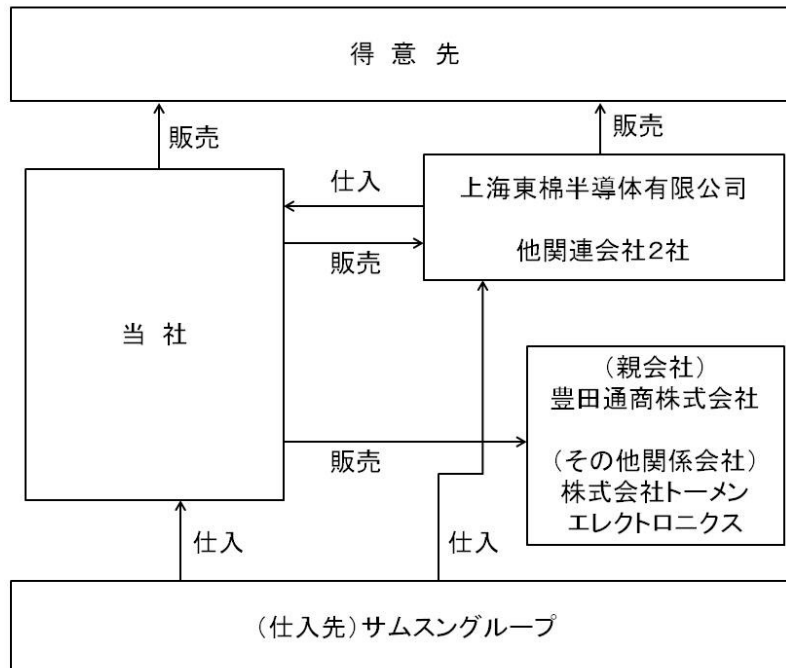 得 意 先
販売
販売
上海東棉半導体有限公司
他関連会社2社
仕入
販売
当 社
(親会社)
豊田通商株式会社
(その他関係会社)
株式会社トーメン
エレクトロニクス
販売
仕入
仕入
(仕入先)サムスングループ